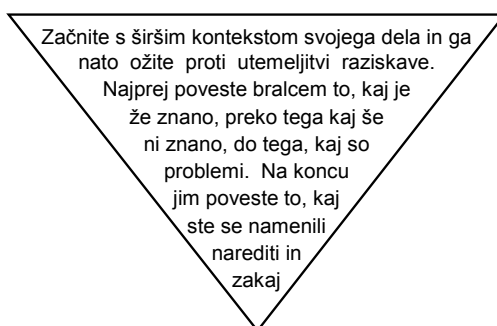 Začnite s širšim kontekstom svojega dela in ga
nato ožite proti utemeljitvi raziskave.
Najprej poveste bralcem to, kaj je
že znano, preko tega kaj še
ni znano, do tega, kaj so
problemi. Na koncu
jim poveste to, kaj
ste se namenili
narediti in
zakaj